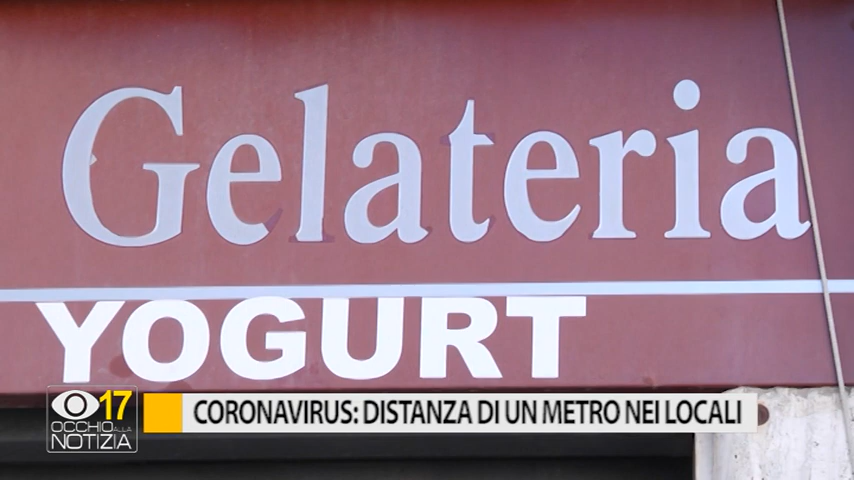 Gelateria
YOGURT
17
OCCHIO ALLA
NOTIZIA
CORONAVIRUS: DISTANZA DI UN METRO NEI LOCALI